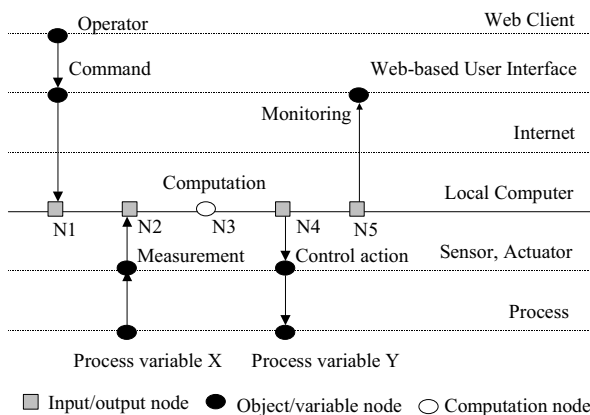 Operator
Web Client
Command
Web-based User Interface
Monitoring
Internet
Computation
Local Computer
N1
N2
N3
N4
N5
Measurement
Control action
Sensor, Actuator
Process
Process variable X
Process variable Y
Input/output node
Object/variable node
Computation node